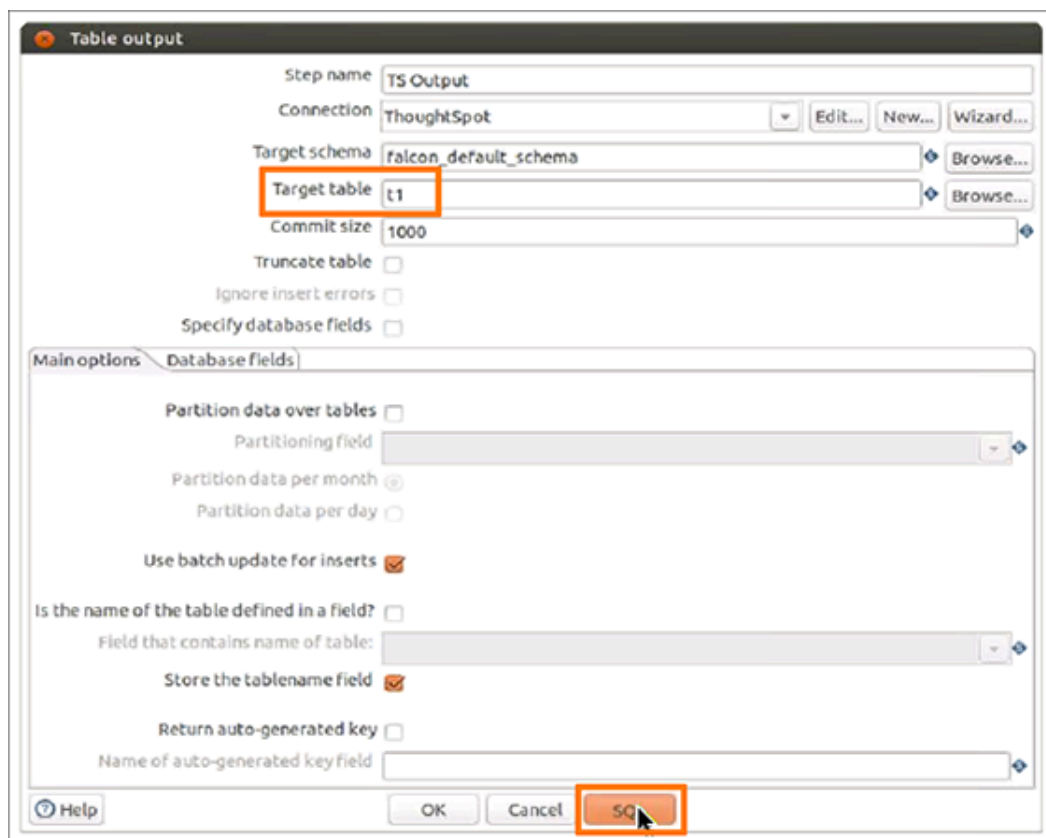 Table output
Step name TS Output
Connection ThoughtSpot Edit... New... Wizard...
Target schema falcon_default_schema Browse...
Target table t1 Browse...
Commit size 1000
Truncate table
Ignore insert errors
Specify database fields
Main options Database fields
Partition data over tables
Partitioning field
Partition data per month
Partition data per day
Use batch update for inserts
Is the name of the table defined in a field?
Field that contains name of table:
Store the tablename field
Return auto-generated key
Name of auto-generated key field
Help OK Cancel